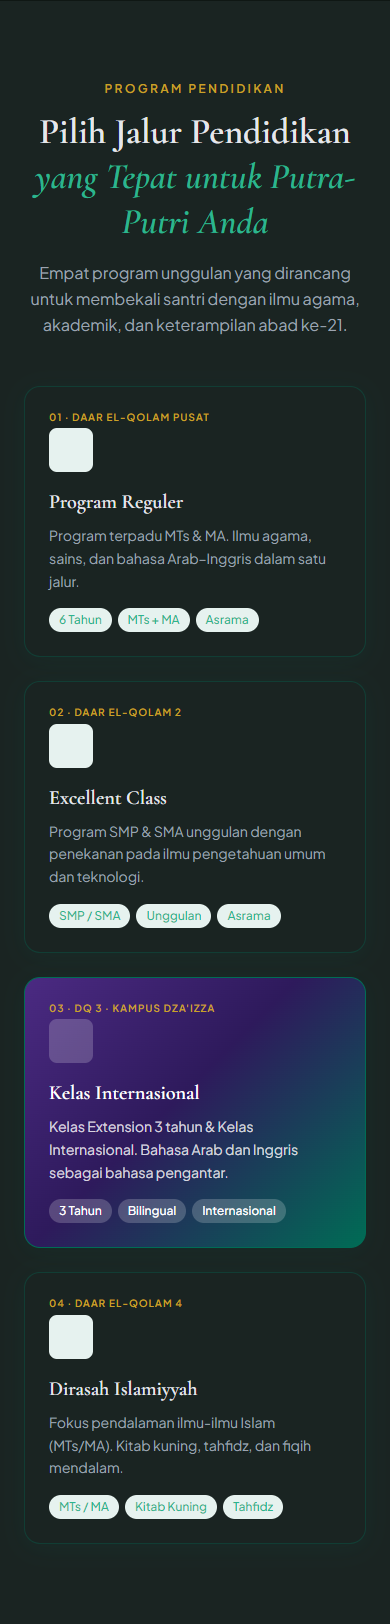 PROGRAM PENDIDIKAN
Pilih Jalur Pendidikan
yang Tepat untuk Putra-
Putri Anda
Empat program unggulan yang dirancang
untuk membekali santri dengan ilmu agama,
akademik, dan keterampilan abad ke-21.
01 · DAAR EL-QOLAM PUSAT
Program Reguler
Program terpadu MTs & MA. Ilmu agama,
sains, dan bahasa Arab–Inggris dalam satu
jalur.
6 Tahun MTs + MA Asrama
02 · DAAR EL-QOLAM 2
Excellent Class
Program SMP & SMA unggulan dengan
penekanan pada ilmu pengetahuan umum
dan teknologi.
SMP / SMA Unggulan Asrama
03 · DQ 3 · KAMPUS DZA'IZZA
Kelas Internasional
Kelas Extension 3 tahun & Kelas
Internasional. Bahasa Arab dan Inggris
sebagai bahasa pengantar.
3 Tahun Bilingual Internasional
04 · DAAR EL-QOLAM 4
Dirasah Islamiyyah
Fokus pendalaman ilmu-ilmu Islam
(MTs/MA). Kitab kuning, tahfidz, dan fiqih
mendalam.
MTs / MA Kitab Kuning Tahfidz